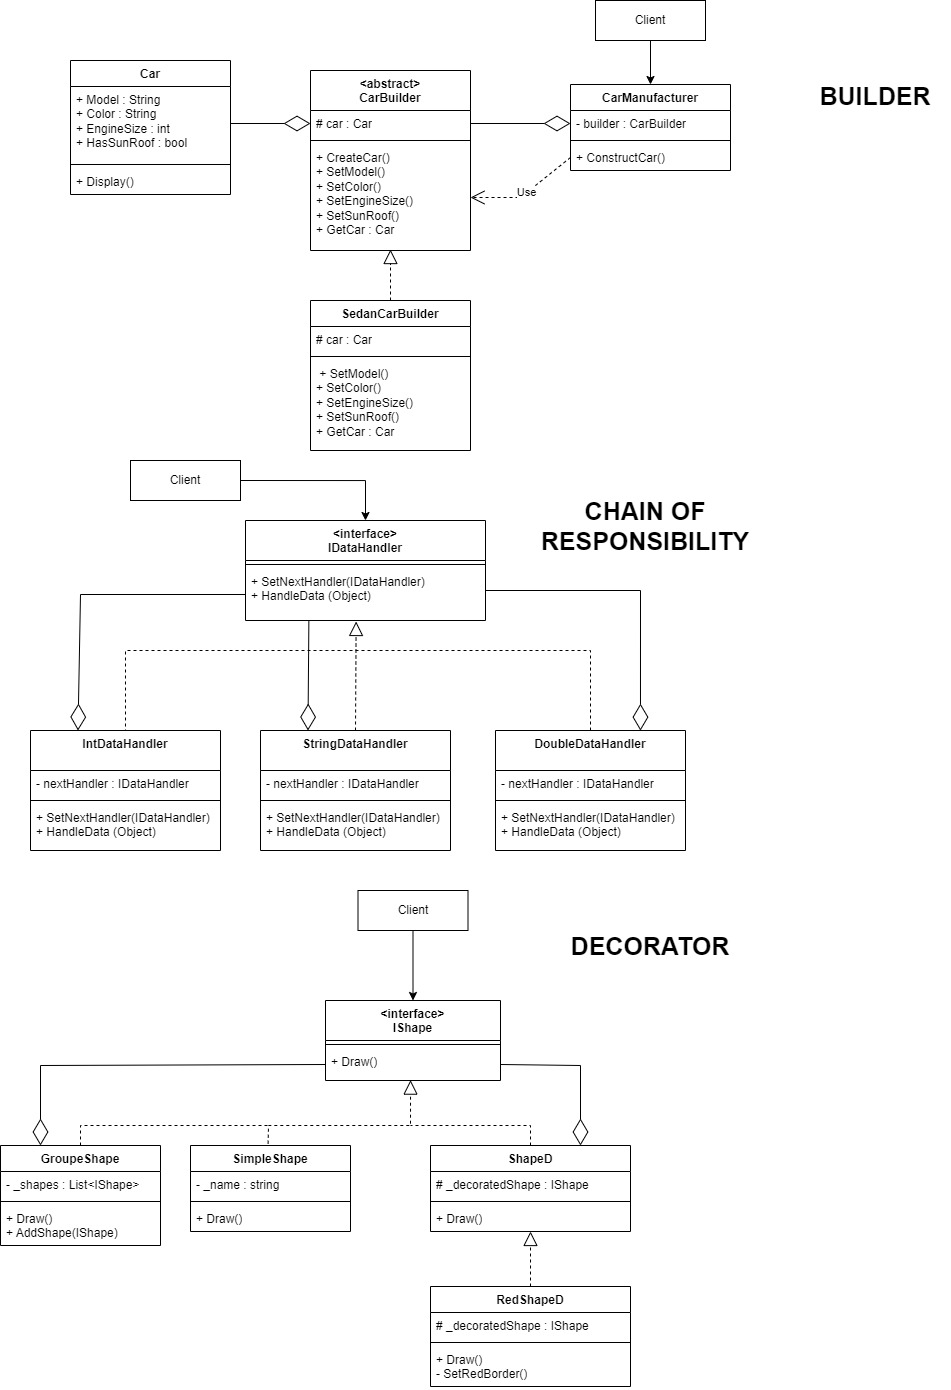 Client
BUILDER
Car
+ Model : String
+ Color : String
+ EngineSize : int
+ HasSunRoof : bool
+ Display()
<abstract>
CarBuilder
# car : Car
+ CreateCar()
+ SetModel()
+ SetColor()
+ SetEngineSize()
+ SetSunRoof()
+ GetCar : Car
CarManufacturer
- builder : CarBuilder
+ ConstructCar()
Use
SedanCarBuilder
# car : Car
+ SetModel()
+ SetColor()
+ SetEngineSize()
+ SetSunRoof()
+ GetCar : Car
Client
CHAIN OF
RESPONSIBILITY
<interface>
IDataHandler
+ SetNextHandler(IDataHandler)
+ HandleData (Object)
IntDataHandler
- nextHandler : IDataHandler
+ SetNextHandler(IDataHandler)
+ HandleData (Object)
StringDataHandler
- nextHandler : IDataHandler
+ SetNextHandler(IDataHandler)
+ HandleData (Object)
DoubleDataHandler
- nextHandler : IDataHandler
+ SetNextHandler(IDataHandler)
+ HandleData (Object)
Client
DECORATOR
<interface>
IShape
+ Draw()
GroupeShape
- _shapes : List<IShape>
+ Draw()
+ AddShape(IShape)
SimpleShape
- _name : string
+ Draw()
ShapeD
# _decoratedShape : IShape
+ Draw()
RedShapeD
# _decoratedShape : IShape
+ Draw()
- SetRedBorder()